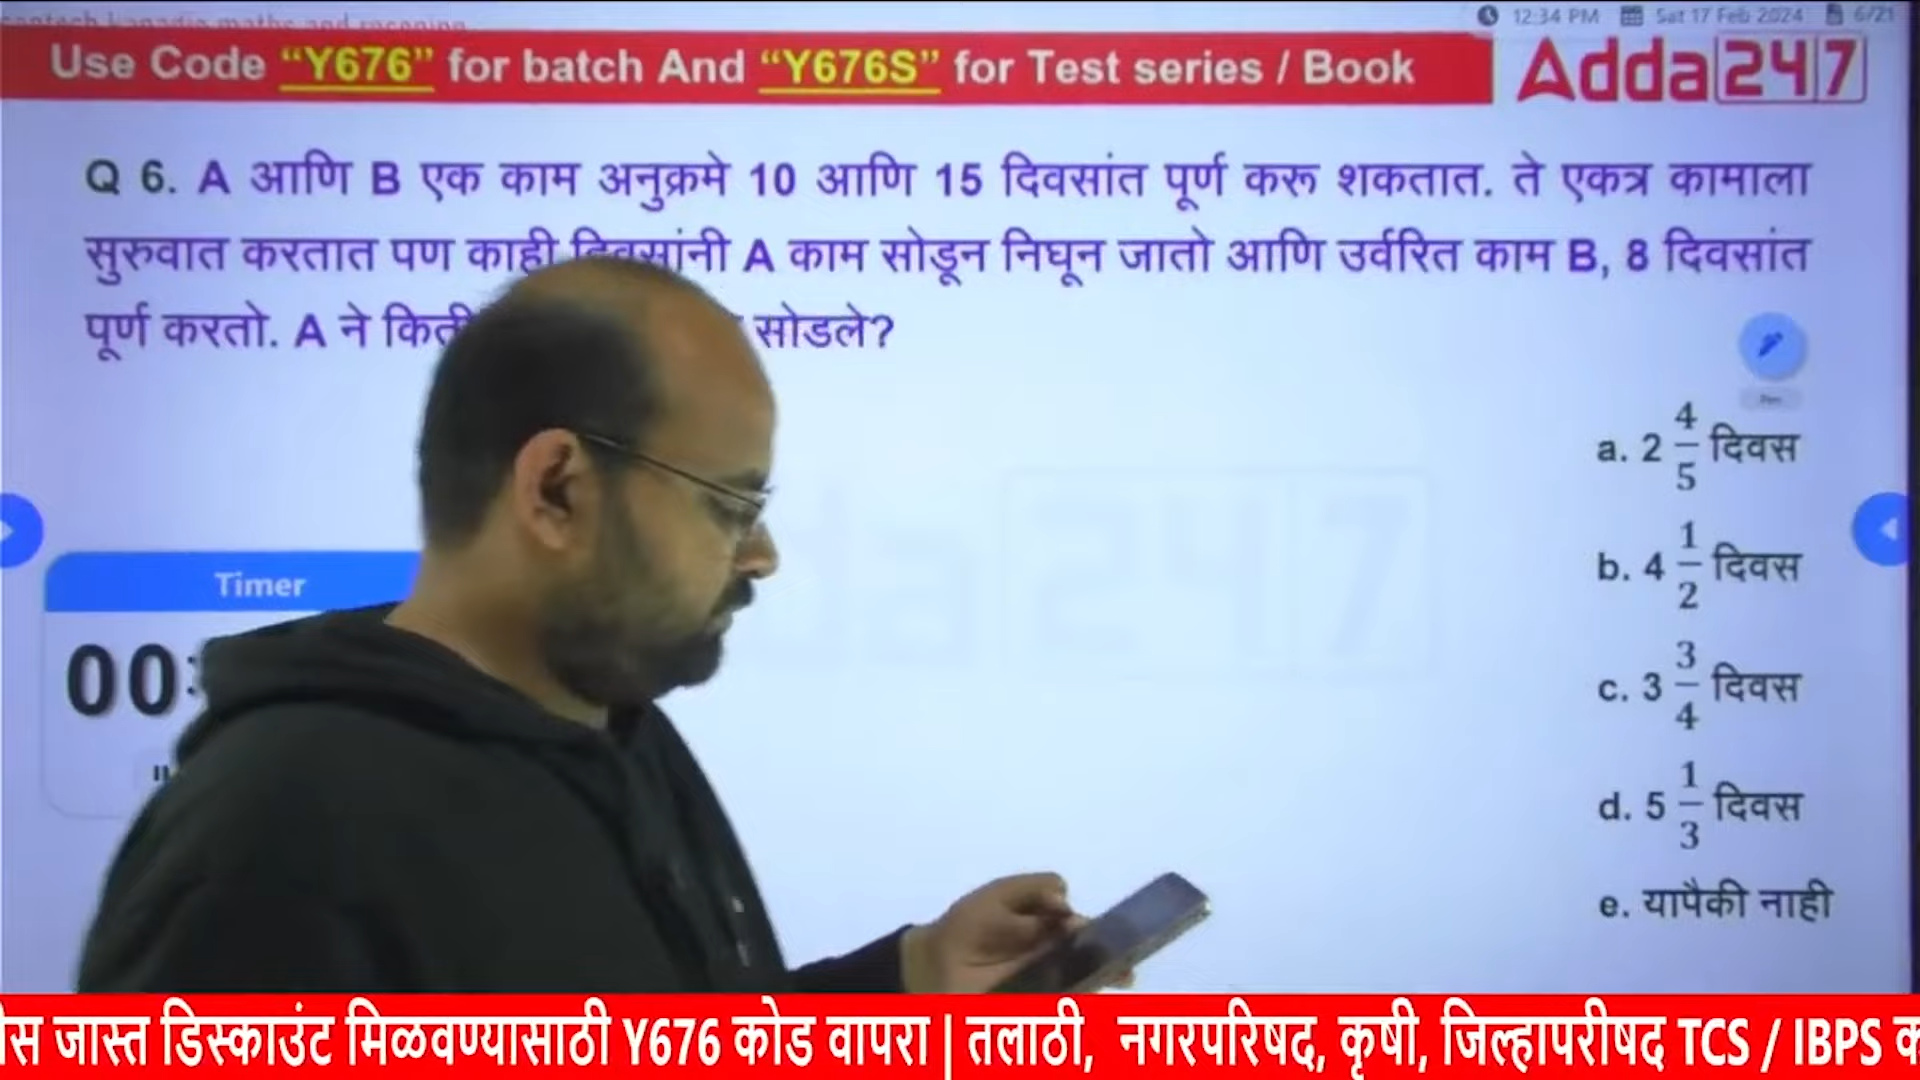 12:34 PM Sat 17 Feb 2024 6/21
Use Code “Y676” for batch And “Y676S” for Test series / Book
Adda247
Q 6. A आणि B एक काम अनुक्रमे 10 आणि 15 दिवसांत पूर्ण करू शकतात. ते एकत्र कामाला
सुरुवात करतात पण काही दिवसांनी A काम सोडून निघून जातो आणि उर्वरित काम B, 8 दिवसांत
पूर्ण करतो. A ने सोडले?
a. 2 4/5 दिवस
b. 4 1/2 दिवस
c. 3 3/4 दिवस
d. 5 1/3 दिवस
e. यापैकी नाही
Timer
00:
जास्त डिस्काउंट मिळवण्यासाठी Y676 कोड वापरा | तलाठी, नगरपरिषद, कृषी, जिल्हापरीषद TCS / IBPS